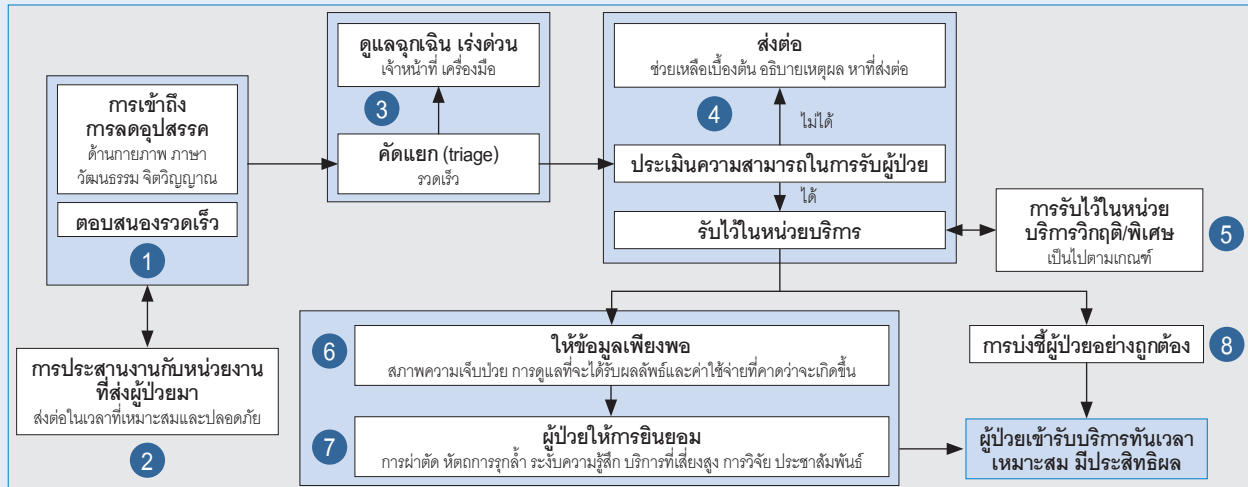 การเข้าถึง
การลดอุปสรรค
ด้านกายภาพ ภาษา
วัฒนธรรม จิตวิญญาณ
ตอบสนองรวดเร็ว
1
การประสานงานกับหน่วยงาน
ที่ส่งผู้ป่วยมา
ส่งต่อในเวลาที่เหมาะสมและปลอดภัย
2
ดูแลฉุกเฉิน เร่งด่วน
เจ้าหน้าที่ เครื่องมือ
3
คัดแยก (triage)
รวดเร็ว
ส่งต่อ
ช่วยเหลือเบื้องต้น อธิบายเหตุผล หาที่ส่งต่อ
4
ไม่ได้
ประเมินความสามารถในการรับผู้ป่วย
ได้
รับไว้ในหน่วยบริการ
การรับไว้ในหน่วย
บริการวิกฤติ/พิเศษ
เป็นไปตามเกณฑ์
5
6
ให้ข้อมูลเพียงพอ
สภาพความเจ็บป่วย การดูแลที่จะได้รับผลลัพธ์และค่าใช้จ่ายที่คาดว่าจะเกิดขึ้น
7
ผู้ป่วยให้การยินยอม
การผ่าตัด หัตถการรุกล้ำ ระงับความรู้สึก บริการที่เสี่ยงสูง การวิจัย ประชาสัมพันธ์
การบ่งชี้ผู้ป่วยอย่างถูกต้อง
8
ผู้ป่วยเข้ารับบริการทันเวลา
เหมาะสม มีประสิทธิผล